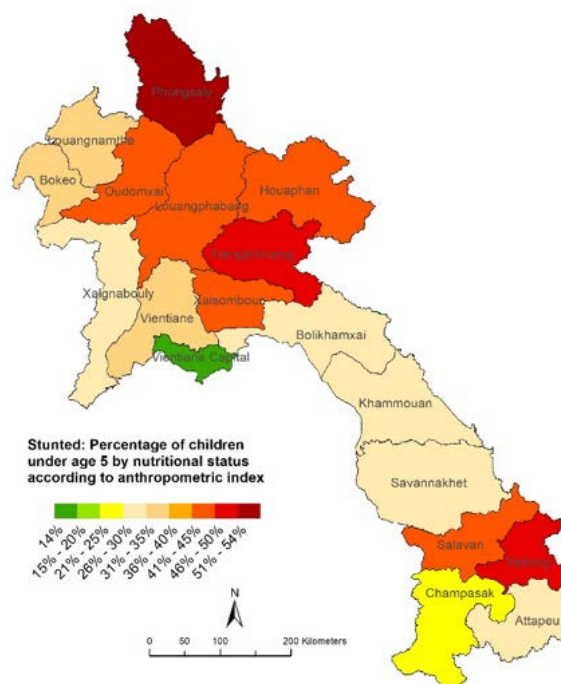 Phongsaly
Louangnamtha
Bokeo
Oudomxai
Louangphabang
Houaphan
Xaignabouly
Vientiane
Xaisomboun
Bolikhamxai
Vientiane Capital
Khammouan
Stunted: Percentage of children
under age 5 by nutritional status
according to anthropometric index
14%
15% - 20%
21% - 25%
26% - 30%
31% - 35%
36% - 40%
41% - 45%
46% - 50%
51% - 54%
Savannakhet
Salavan
Champasak
Attapeu
N
0 50 100 200 Kilometers